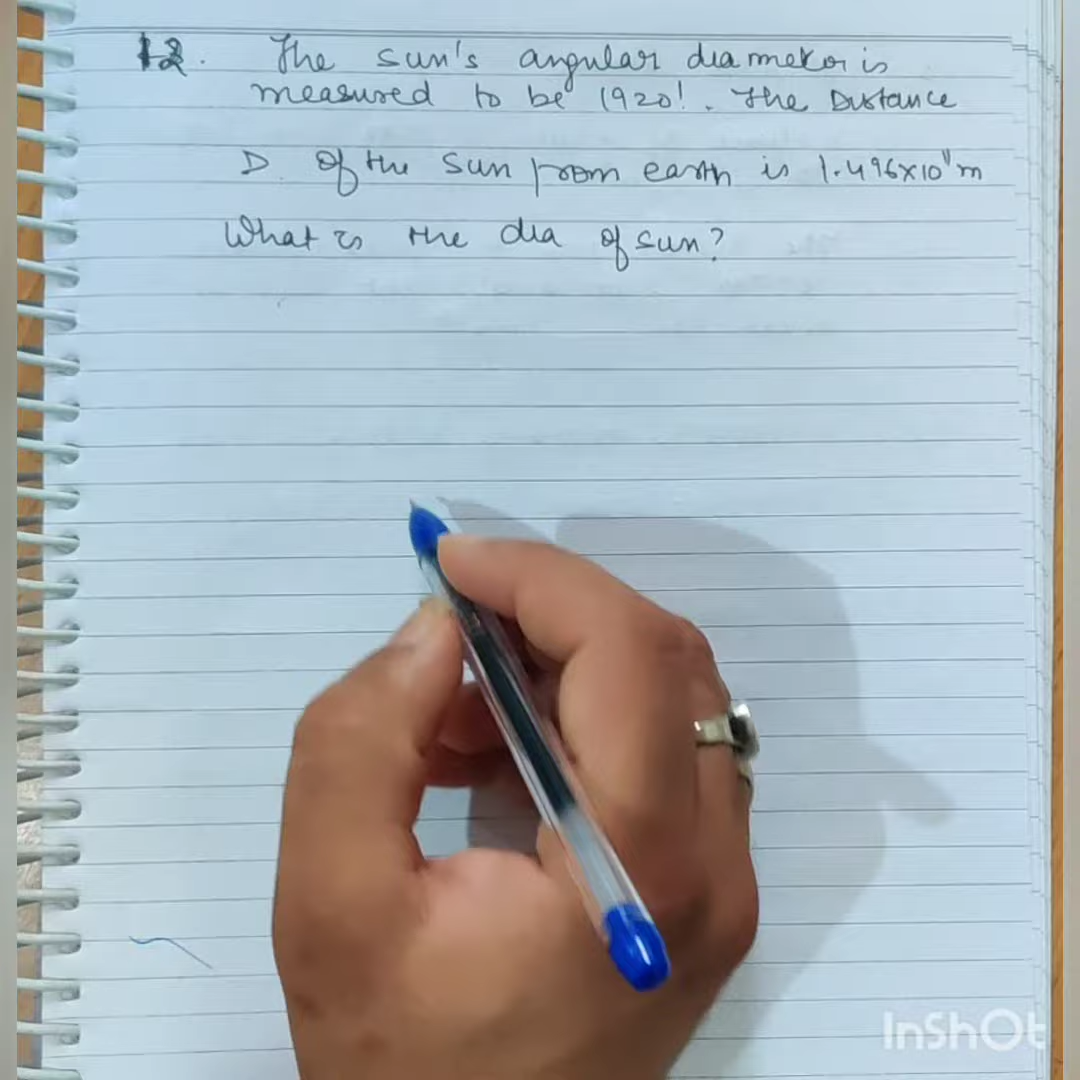 12. The sun's angular diameter is
measured to be 1920!. The Distance
D of the sun from earth is 1.496x10¹¹m
What is the dia of sun?
InShOt